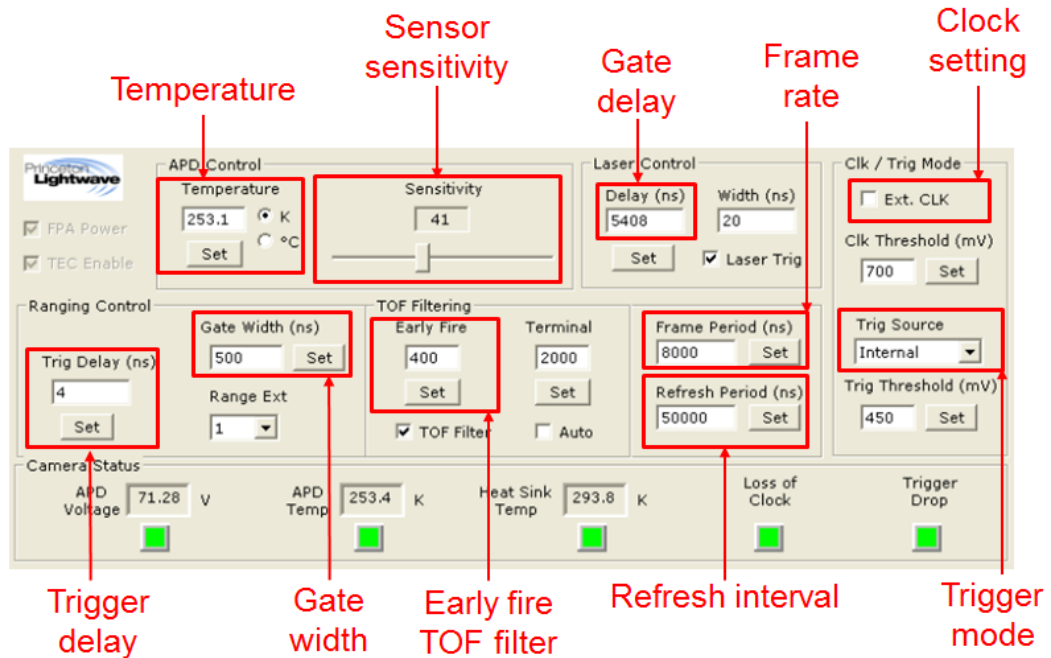 Sensor
sensitivity
Clock
setting
Gate
delay
Frame
rate
Temperature
Princeton
Lightwave
FPA Power
TEC Enable
APD Control
Temperature
253.1
K
°C
Set
Sensitivity
41
Laser Control
Delay (ns)
5408
Set
Width (ns)
20
Laser Trig
Clk / Trig Mode
Ext. CLK
Clk Threshold (mV)
700
Set
Trig Source
Internal
Trig Threshold (mV)
450
Set
Ranging Control
Trig Delay (ns)
4
Set
Gate Width (ns)
500
Set
Range Ext
1
TOF Filtering
Early Fire
400
Set
TOF Filter
Terminal
2000
Set
Auto
Frame Period (ns)
8000
Set
Refresh Period (ns)
50000
Set
Camera Status
APD
Voltage
71.28
V
APD
Temp
253.4
K
Heat Sink
Temp
293.8
K
Loss of
Clock
Trigger
Drop
Trigger
delay
Gate
width
Early fire
TOF filter
Refresh interval
Trigger
mode